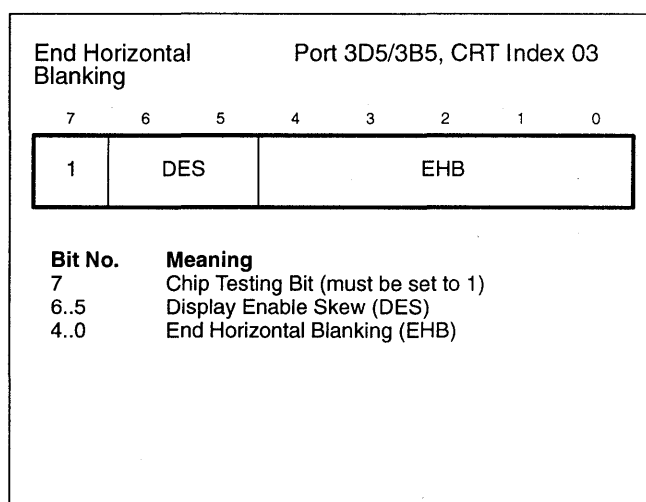 End Horizontal Port 3D5/3B5, CRT Index 03
Blanking
7 6 5 4 3 2 1 0
1 DES EHB
Bit No. Meaning
7 Chip Testing Bit (must be set to 1)
6..5 Display Enable Skew (DES)
4..0 End Horizontal Blanking (EHB)